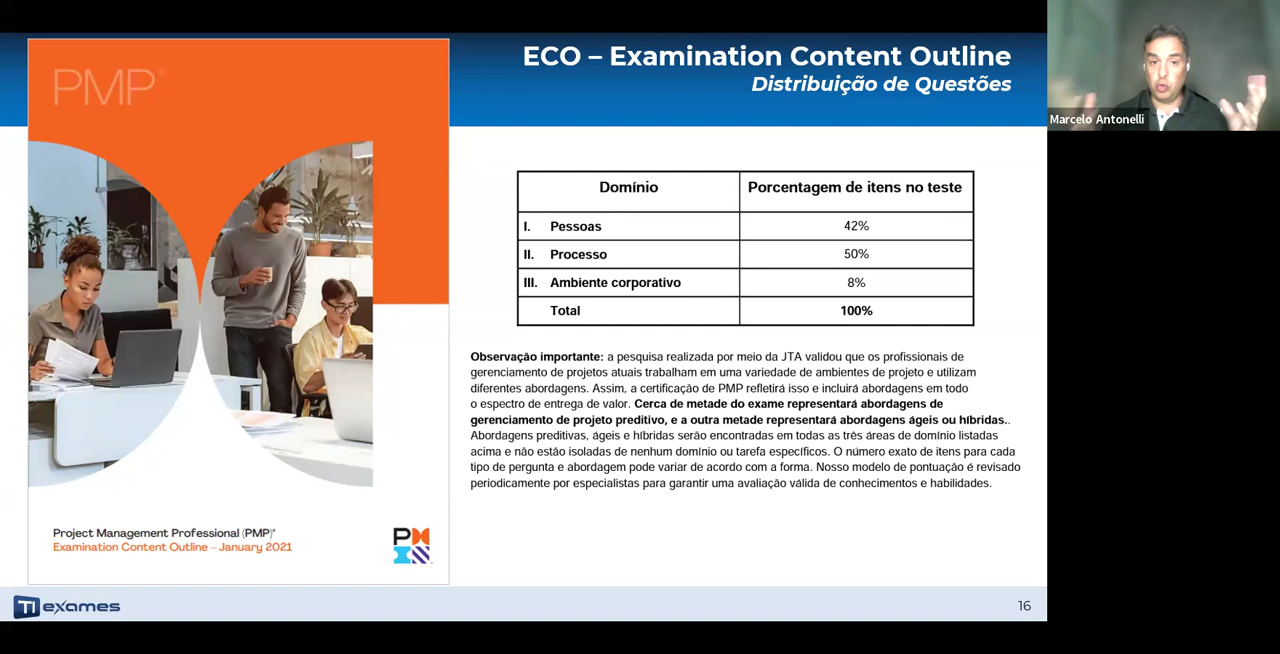 PMP®
ECO – Examination Content Outline
Distribuição de Questões
Marcelo Antonelli
Domínio Porcentagem de itens no teste
I. Pessoas 42%
II. Processo 50%
III. Ambiente corporativo 8%
Total 100%
Observação importante: a pesquisa realizada por meio da JTA validou que os profissionais de
gerenciamento de projetos atuais trabalham em uma variedade de ambientes de projeto e utilizam
diferentes abordagens. Assim, a certificação de PMP refletirá isso e incluirá abordagens em todo
o espectro de entrega de valor. Cerca de metade do exame representará abordagens de
gerenciamento de projeto preditivo, e a outra metade representará abordagens ágeis ou híbridas..
Abordagens preditivas, ágeis e híbridas serão encontradas em todas as três áreas de domínio listadas
acima e não estão isoladas de nenhum domínio ou tarefa específicos. O número exato de itens para cada
tipo de pergunta e abordagem pode variar de acordo com a forma. Nosso modelo de pontuação é revisado
periodicamente por especialistas para garantir uma avaliação válida de conhecimentos e habilidades.
Project Management Professional (PMP)®
Examination Content Outline – January 2021
TI exames
16